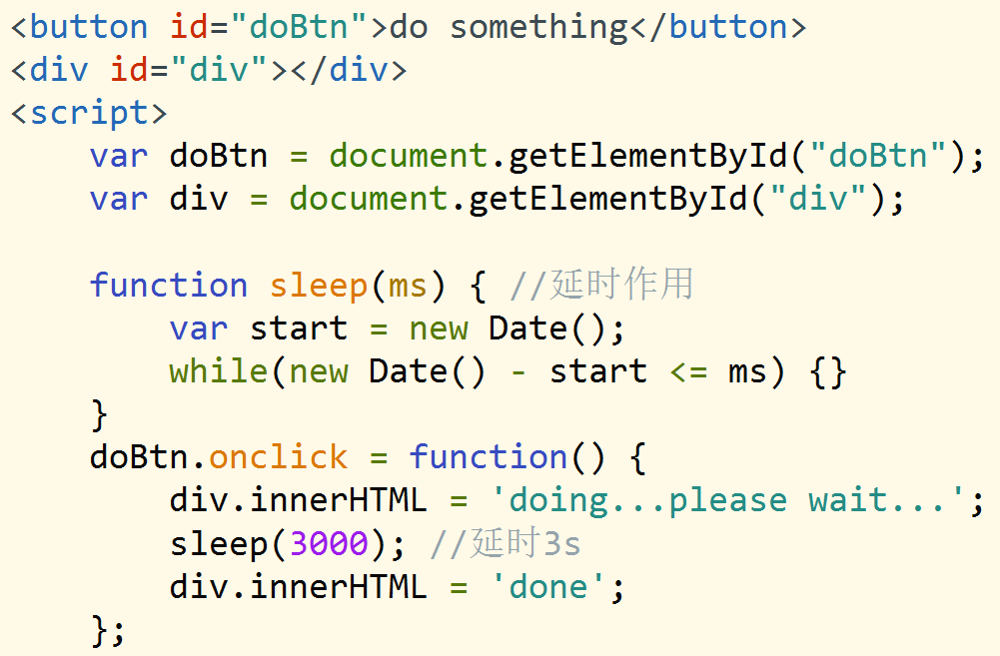 <button id="doBtn">do something</button>
<div id="div"></div>
<script>
    var doBtn = document.getElementById("doBtn");
    var div = document.getElementById("div");

    function sleep(ms) { //延时作用
        var start = new Date();
        while(new Date() - start <= ms) {}
    }
    doBtn.onclick = function() {
        div.innerHTML = 'doing...please wait...';
        sleep(3000); //延时3s
        div.innerHTML = 'done';
    };